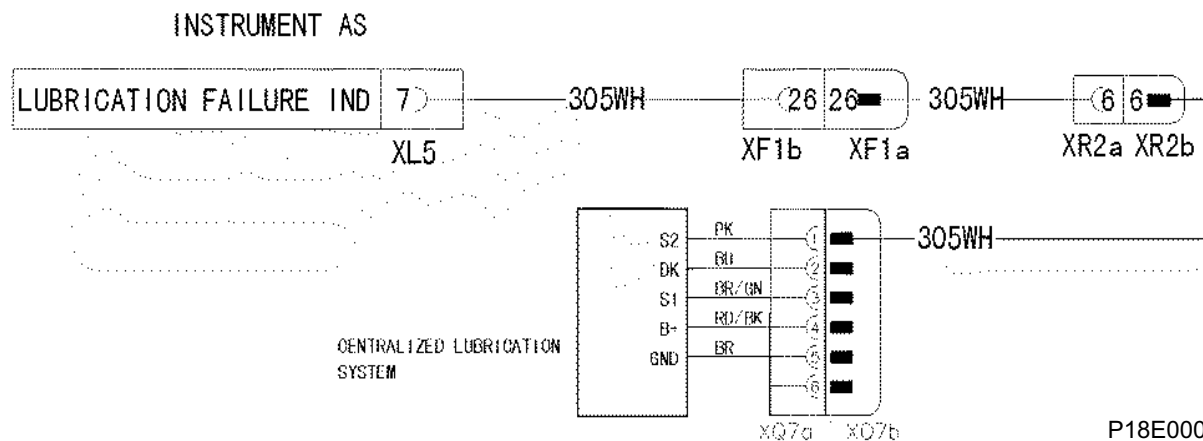 INSTRUMENT AS
LUBRICATION FAILURE IND 7 305WH 26 26 305WH 6 6
XL5 XF1b XF1a XR2a XR2b
S2 PK 1 305WH
DK BU 2
S1 BR/GN 3
B+ RD/BK 4
GND BR 5
6
CENTRALIZED LUBRICATION
SYSTEM
XQ7a XQ7b
P18E000